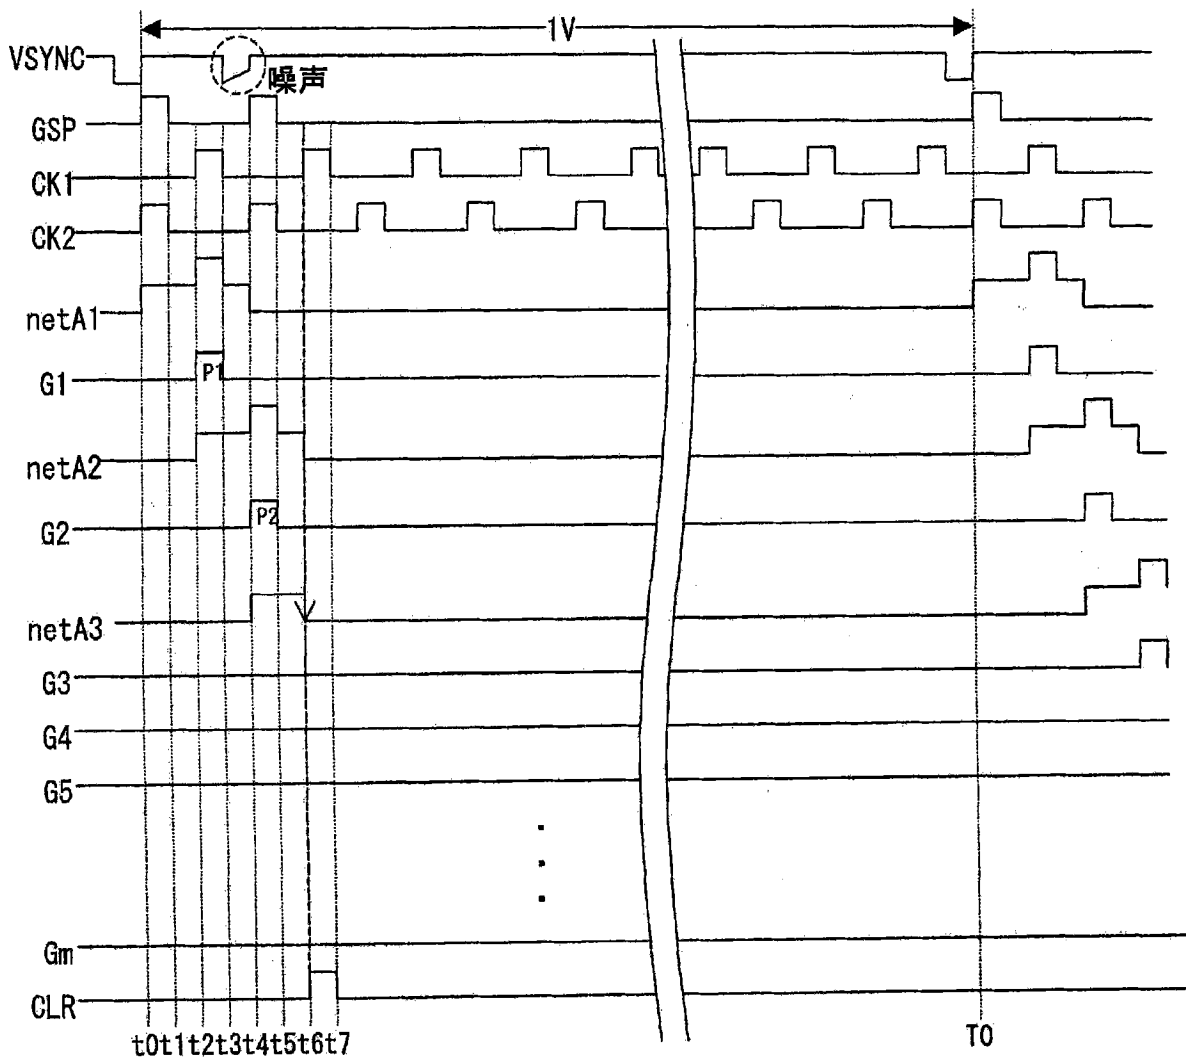 1V
VSYNC
噪声
GSP
CK1
CK2
netA1
G1
P1
netA2
G2
P2
netA3
G3
G4
G5
Gm
CLR
t0t1t2t3t4t5t6t7
T0